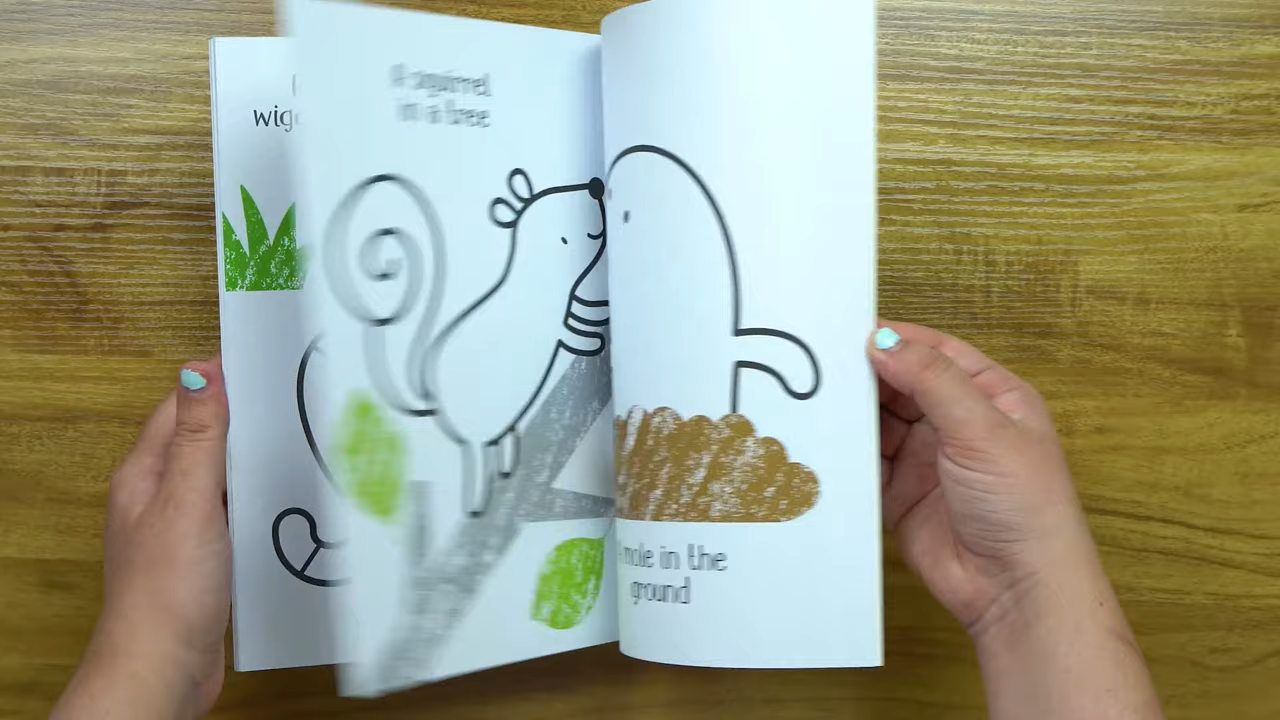 A squirrel
in a tree
mole in the
ground